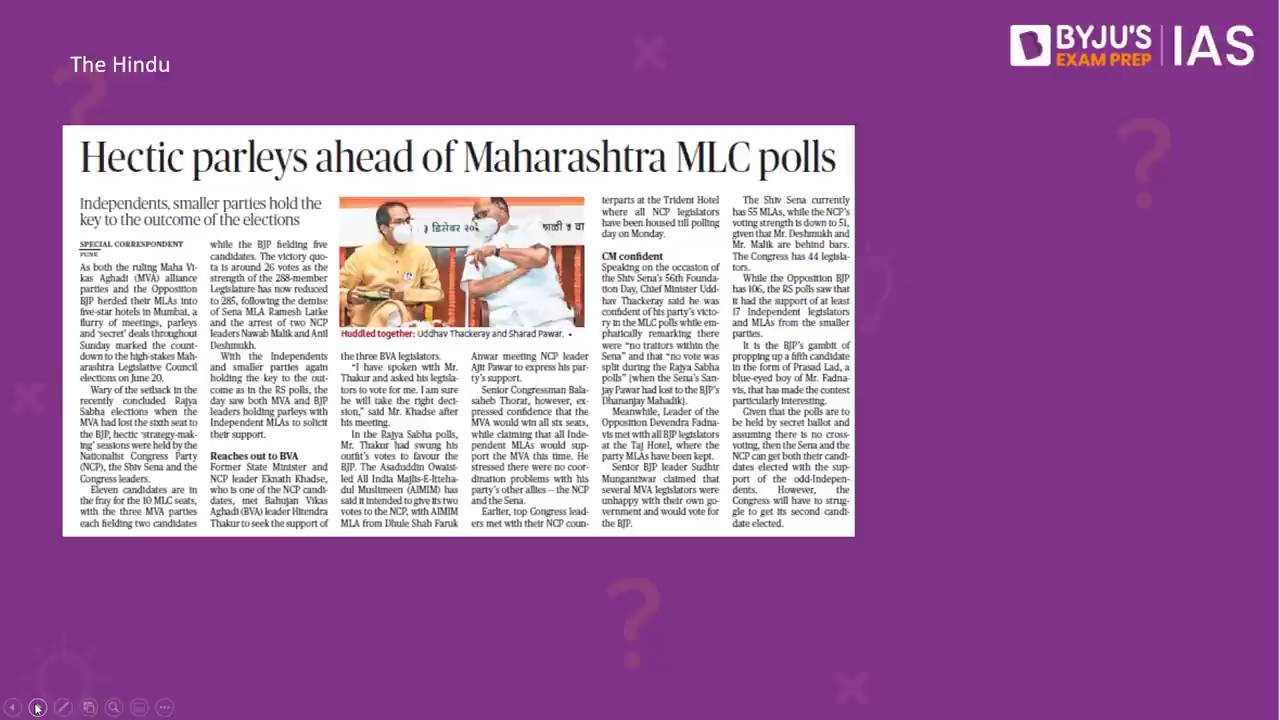 The Hindu
BYJU'S
EXAM PREP
IAS
Hectic parleys ahead of Maharashtra MLC polls
Independents, smaller parties hold the
key to the outcome of the elections
SPECIAL CORRESPONDENT
PUNE
As both the ruling Maha Vi-
kas Aghadi (MVA) alliance
parties and the Opposition
BJP herded their MLAs into
five-star hotels in Mumbai, a
flurry of meetings, parleys
and 'secret' deals throughout
Sunday marked the count-
down to the high-stakes Mah-
arashtra Legislative Council
elections on June 20.
Wary of the setback in the
recently concluded Rajya
Sabha elections when the
MVA had lost the sixth seat to
the BJP, hectic 'strategy-mak-
ing' sessions were held by the
Nationalist Congress Party
(NCP), the Shiv Sena and the
Congress leaders.
Eleven candidates are in
the fray for the 10 MLC seats,
with the three MVA parties
each fielding two candidates
while the BJP fielding five
candidates. The victory quo-
ta is around 26 votes as the
strength of the 288-member
Legislature has now reduced
to 285, following the demise
of Sena MLA Ramesh Latke
and the arrest of two NCP
leaders Nawab Malik and Anil
Deshmukh.
With the Independents
and smaller parties again
holding the key to the out-
come as in the RS polls, the
day saw both MVA and BJP
leaders holding parleys with
Independent MLAs to solicit
their support.
Reaches out to BVA
Former State Minister and
NCP leader Eknath Khadse,
who is one of the NCP candi-
dates, met Bahujan Vikas
Aghadi (BVA) leader Hitendra
Thakur to seek the support of
३ डिसेंबर
Huddled together: Uddhav Thackeray and Sharad Pawar. •
the three BVA legislators.
"I have spoken with Mr.
Thakur and asked his legisla-
tors to vote for me. I am sure
he will take the right deci-
sion," said Mr. Khadse after
his meeting.
In the Rajya Sabha polls,
Mr. Thakur had swung his
outfit's votes to favour the
BJP. The Asaduddin Owaisi-
led All India Majlis-E-Itteha-
dul Muslimeen (AIMIM) has
said it intended to give its two
votes to the NCP, with AIMIM
MLA from Dhule Shah Faruk
Anwar meeting NCP leader
Ajit Pawar to express his par-
ty's support.
Senior Congressman Bala-
saheb Thorat, however, ex-
pressed confidence that the
MVA would win all six seats,
while claiming that all Inde-
pendent MLAs would sup-
port the MVA this time. He
stressed there were no coor-
dination problems with his
party's other allies — the NCP
and the Sena.
Earlier, top Congress lead-
ers met with their NCP coun-
terparts at the Trident Hotel
where all NCP legislators
have been housed till polling
day on Monday.
CM confident
Speaking on the occasion of
the Shiv Sena's 56th Founda-
tion Day, Chief Minister Udd-
hav Thackeray said he was
confident of his party's victo-
ry in the MLC polls while em-
phatically remarking there
were "no traitors within the
Sena" and that "no vote was
split during the Rajya Sabha
polls" [when the Sena's San-
jay Pawar had lost to the BJP's
Dhananjay Mahadik].
Meanwhile, Leader of the
Opposition Devendra Fadna-
vis met with all BJP legislators
at the Taj Hotel, where the
party MLAs have been kept.
Senior BJP leader Sudhir
Mungantiwar claimed that
several MVA legislators were
unhappy with their own go-
vernment and would vote for
the BJP.
The Shiv Sena currently
has 55 MLAs, while the NCP's
voting strength is down to 51,
given that Mr. Deshmukh and
Mr. Malik are behind bars.
The Congress has 44 legisla-
tors.
While the Opposition BJP
has 106, the RS polls saw that
it had the support of at least
17 Independent legislators
and MLAs from the smaller
parties.
It is the BJP's gambit of
propping up a fifth candidate
in the form of Prasad Lad, a
blue-eyed boy of Mr. Fadna-
vis, that has made the contest
particularly interesting.
Given that the polls are to
be held by secret ballot and
assuming there is no cross-
voting, then the Sena and the
NCP can get both their candi-
dates elected with the sup-
port of the odd-Indepen-
dents. However, the
Congress will have to strug-
gle to get its second candi-
date elected.